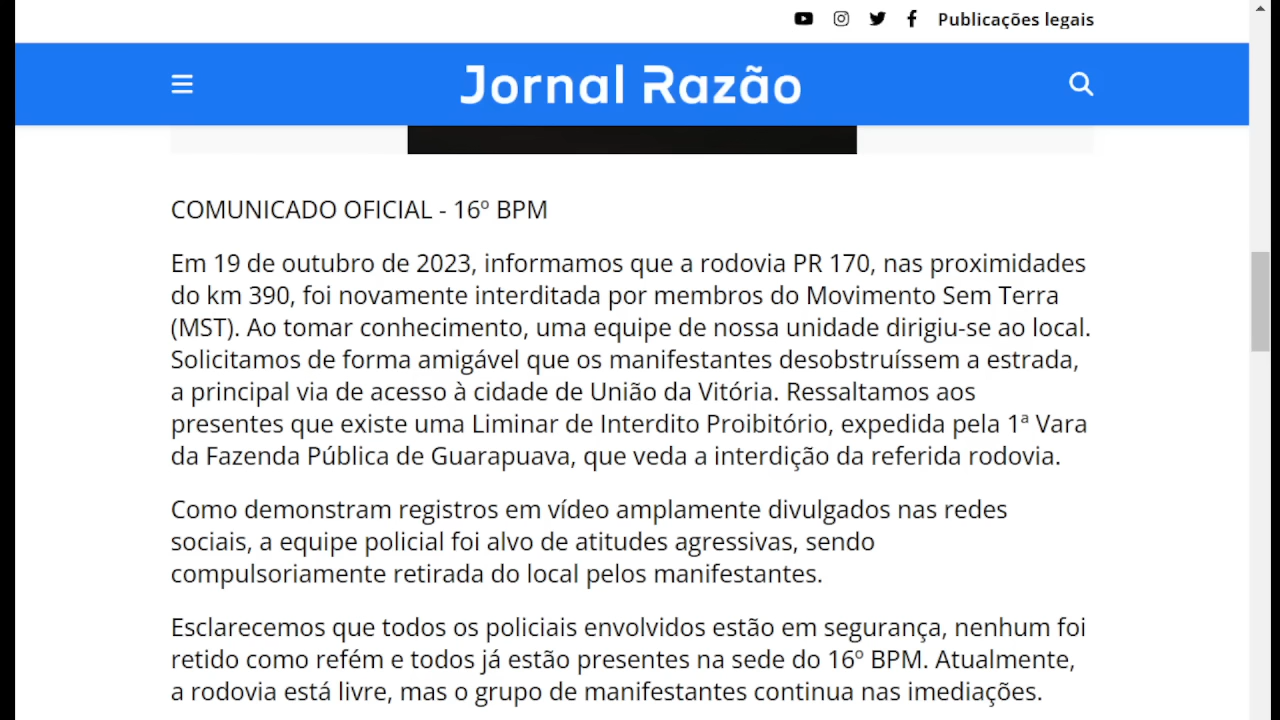 Publicações legais
Jornal Razão
COMUNICADO OFICIAL - 16º BPM
Em 19 de outubro de 2023, informamos que a rodovia PR 170, nas proximidades
do km 390, foi novamente interditada por membros do Movimento Sem Terra
(MST). Ao tomar conhecimento, uma equipe de nossa unidade dirigiu-se ao local.
Solicitamos de forma amigável que os manifestantes desobstruíssem a estrada,
a principal via de acesso à cidade de União da Vitória. Ressaltamos aos
presentes que existe uma Liminar de Interdito Proibitório, expedida pela 1ª Vara
da Fazenda Pública de Guarapuava, que veda a interdição da referida rodovia.
Como demonstram registros em vídeo amplamente divulgados nas redes
sociais, a equipe policial foi alvo de atitudes agressivas, sendo
compulsoriamente retirada do local pelos manifestantes.
Esclarecemos que todos os policiais envolvidos estão em segurança, nenhum foi
retido como refém e todos já estão presentes na sede do 16º BPM. Atualmente,
a rodovia está livre, mas o grupo de manifestantes continua nas imediações.